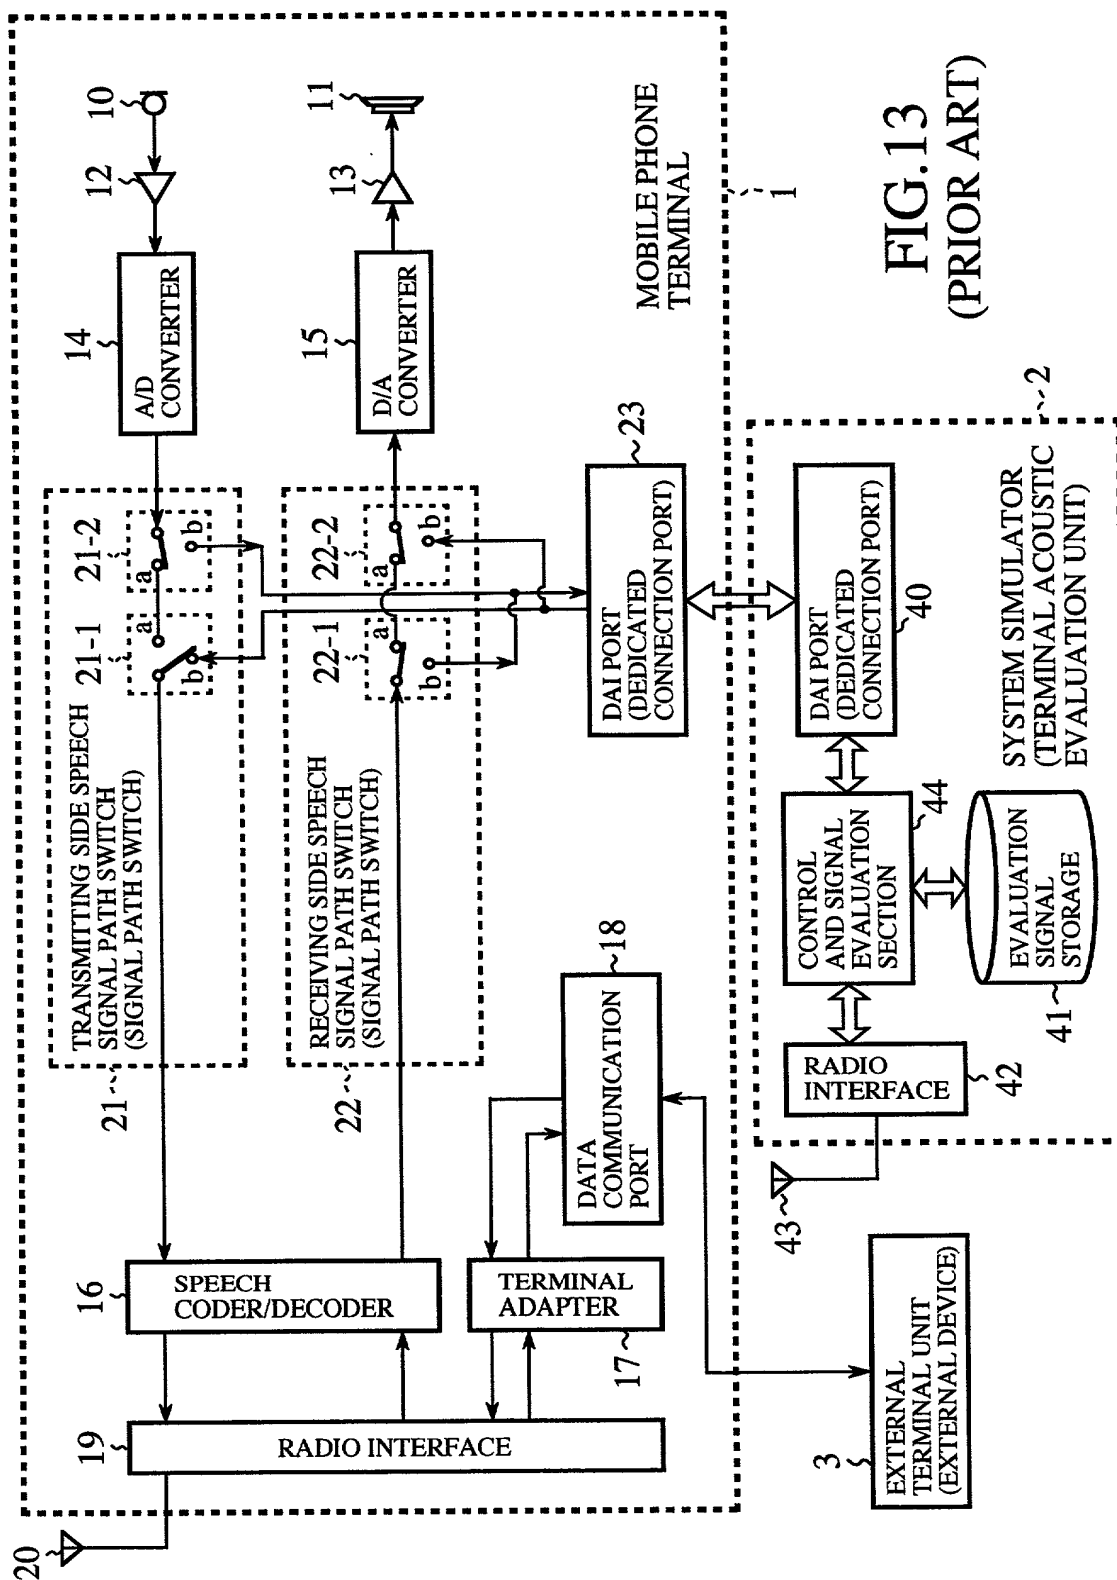 20
19
RADIO INTERFACE
16
SPEECH
CODER/DECODER
TERMINAL
ADAPTER
17
21
TRANSMITTING SIDE SPEECH
SIGNAL PATH SWITCH
(SIGNAL PATH SWITCH)
21-1
a
b
21-2
a
b
14
A/D
CONVERTER
12
10
22
RECEIVING SIDE SPEECH
SIGNAL PATH SWITCH
(SIGNAL PATH SWITCH)
22-1
b
22-2
a
b
15
D/A
CONVERTER
13
11
DATA
COMMUNICATION
PORT
18
DAI PORT
(DEDICATED
CONNECTION PORT)
23
MOBILE PHONE
TERMINAL
1
3
EXTERNAL
TERMINAL UNIT
(EXTERNAL DEVICE)
43
RADIO
INTERFACE
42
CONTROL
AND SIGNAL
EVALUATION
SECTION
44
DAI PORT
(DEDICATED
CONNECTION PORT)
40
41
EVALUATION
SIGNAL
STORAGE
SYSTEM SIMULATOR
(TERMINAL ACOUSTIC
EVALUATION UNIT)
2
FIG.13
(PRIOR ART)